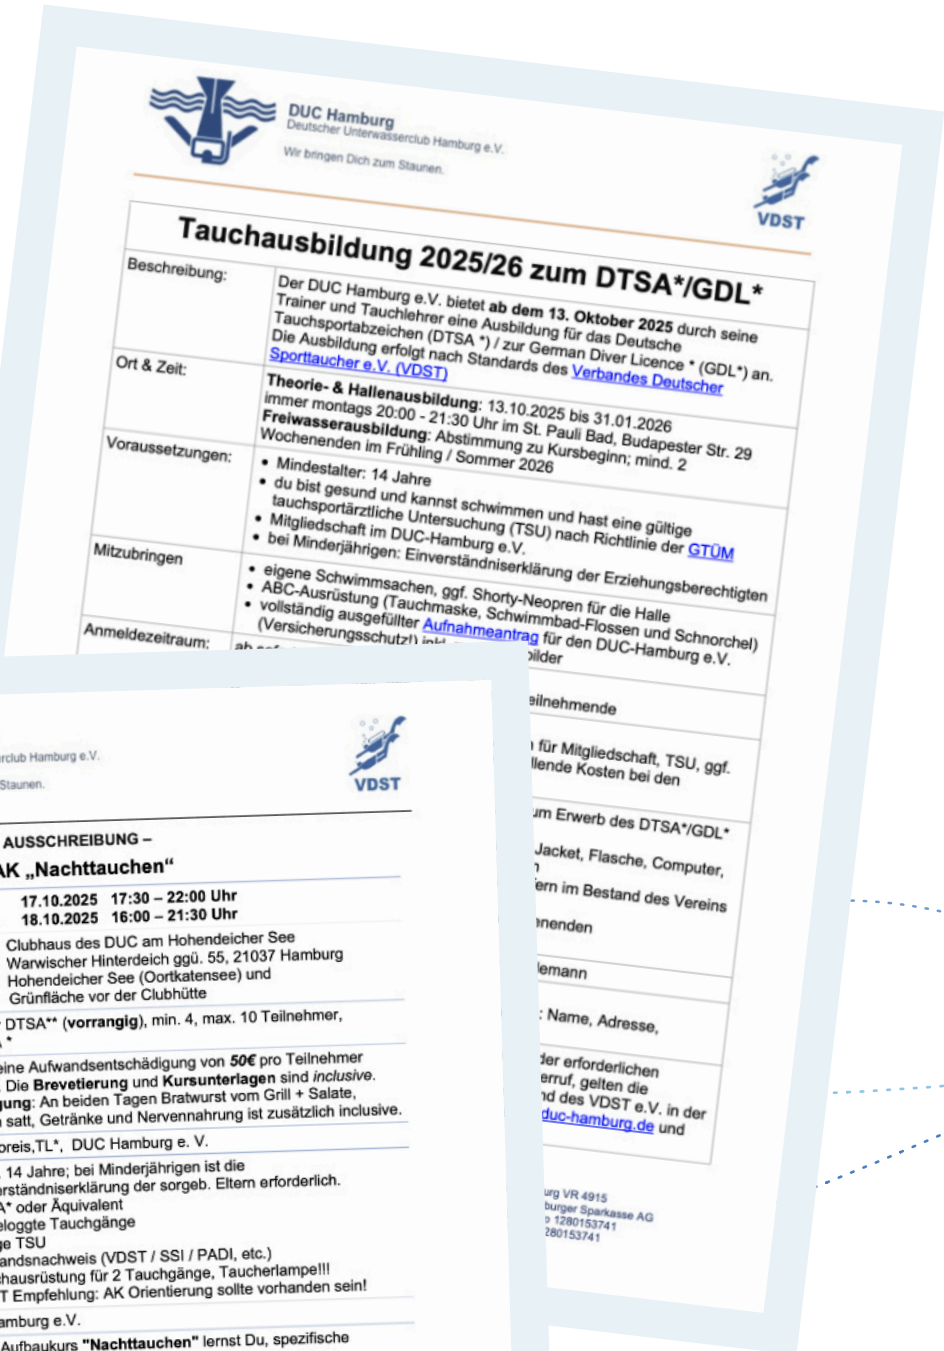 DUC Hamburg
Deutscher Unterwasserclub Hamburg e.V.
Wir bringen Dich zum Staunen.
VDST
Tauchausbildung 2025/26 zum DTSA*/GDL*
Beschreibung:
Der DUC Hamburg e.V. bietet ab dem 13. Oktober 2025 durch seine
Trainer und Tauchlehrer eine Ausbildung für das Deutsche
Tauchsportabzeichen (DTSA *) / zur German Diver Licence * (GDL*) an.
Die Ausbildung erfolgt nach Standards des Verbandes Deutscher
Sporttaucher e.V. (VDST)
Ort & Zeit:
Theorie- & Hallenausbildung: 13.10.2025 bis 31.01.2026
immer montags 20:00 - 21:30 Uhr im St. Pauli Bad, Budapester Str. 29
Freiwasserausbildung: Abstimmung zu Kursbeginn; mind. 2
Wochenenden im Frühling / Sommer 2026
Voraussetzungen:
• Mindestalter: 14 Jahre
• du bist gesund und kannst schwimmen und hast eine gültige
tauchsportärztliche Untersuchung (TSU) nach Richtlinie der GTÜM
• Mitgliedschaft im DUC-Hamburg e.V.
• bei Minderjährigen: Einverständniserklärung der Erziehungsberechtigten
Mitzubringen
• eigene Schwimmsachen, ggf. Shorty-Neopren für die Halle
• ABC-Ausrüstung (Tauchmaske, Schwimmbad-Flossen und Schnorchel)
• vollständig ausgefüllter Aufnahmeantrag für den DUC-Hamburg e.V.
(Versicherungsschutz!) inkl. bilder
Anmeldezeitraum:
ab
eilnehmende
für Mitgliedschaft, TSU, ggf.
llende Kosten bei den
um Erwerb des DTSA*/GDL*
Jacket, Flasche, Computer,
n
fern im Bestand des Vereins
enenden
lemann
: Name, Adresse,
der erforderlichen
erruf, gelten die
nd des VDST e.V. in der
duc-hamburg.de und
urg VR 4915
burger Sparkasse AG
o 1280153741
280153741
rclub Hamburg e.V.
Staunen.
VDST
AUSSCHREIBUNG –
AK „Nachttauchen“
17.10.2025 17:30 – 22:00 Uhr
18.10.2025 16:00 – 21:30 Uhr
Clubhaus des DUC am Hohendeicher See
Warwischer Hinterdeich ggü. 55, 21037 Hamburg
Hohendeicher See (Oortkatensee) und
Grünfläche vor der Clubhütte
DTSA** (vorrangig), min. 4, max. 10 Teilnehmer,
*
eine Aufwandsentschädigung von 50€ pro Teilnehmer
. Die Brevetierung und Kursunterlagen sind inclusive.
gung: An beiden Tagen Bratwurst vom Grill + Salate,
satt, Getränke und Nervennahrung ist zusätzlich inclusive.
preis,TL*, DUC Hamburg e. V.
14 Jahre; bei Minderjährigen ist die
erständniserklärung der sorgeb. Eltern erforderlich.
A* oder Äquivalent
eloggte Tauchgänge
ge TSU
andsnachweis (VDST / SSI / PADI, etc.)
chausrüstung für 2 Tauchgänge, Taucherlampe!!!
T Empfehlung: AK Orientierung sollte vorhanden sein!
amburg e.V.
Aufbaukurs "Nachttauchen" lernst Du, spezifische